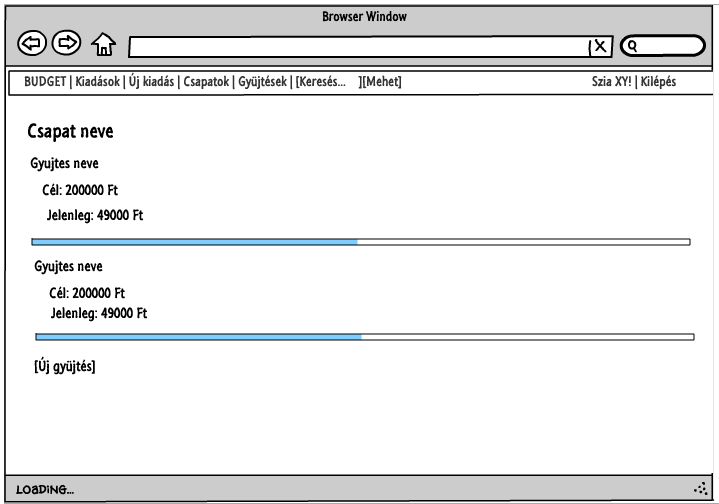 Browser Window
X
BUDGET | Kiadások | Új kiadás | Csapatok | Gyüjtések | [Keresés... ][Mehet] Szia XY! | Kilépés
Csapat neve
Gyujtes neve
Cél: 200000 Ft
Jelenleg: 49000 Ft
Gyujtes neve
Cél: 200000 Ft
Jelenleg: 49000 Ft
[Új gyüjtés]
LOADING...